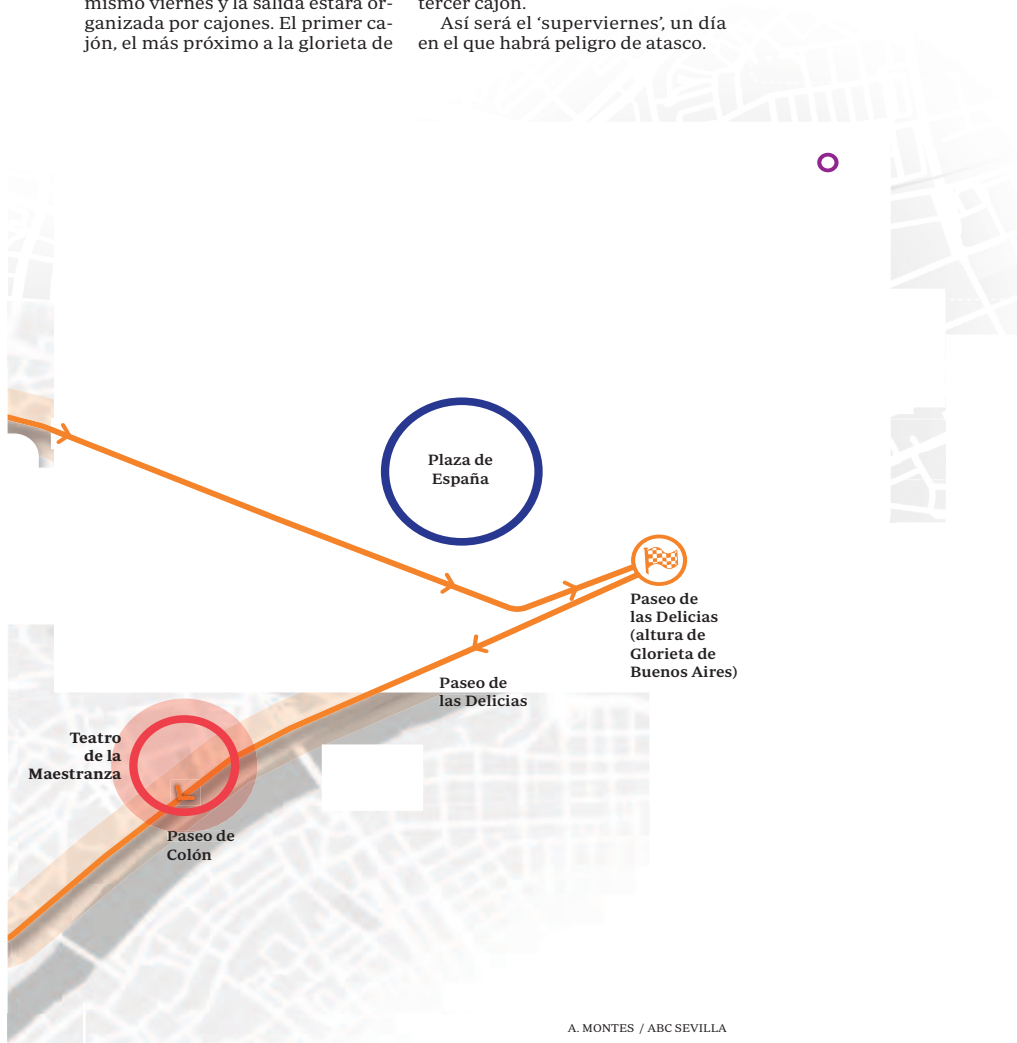 mismo viernes y la salida estará or-
ganizada por cajones. El primer ca-
jón, el más próximo a la glorieta de
tercer cajón.
Así será el ‘superviernes’, un día
en el que habrá peligro de atasco.
Plaza de
España
Paseo de
las Delicias
(altura de
Glorieta de
Buenos Aires)
Paseo de
las Delicias
Teatro
de la
Maestranza
Paseo de
Colón
A. MONTES / ABC SEVILLA